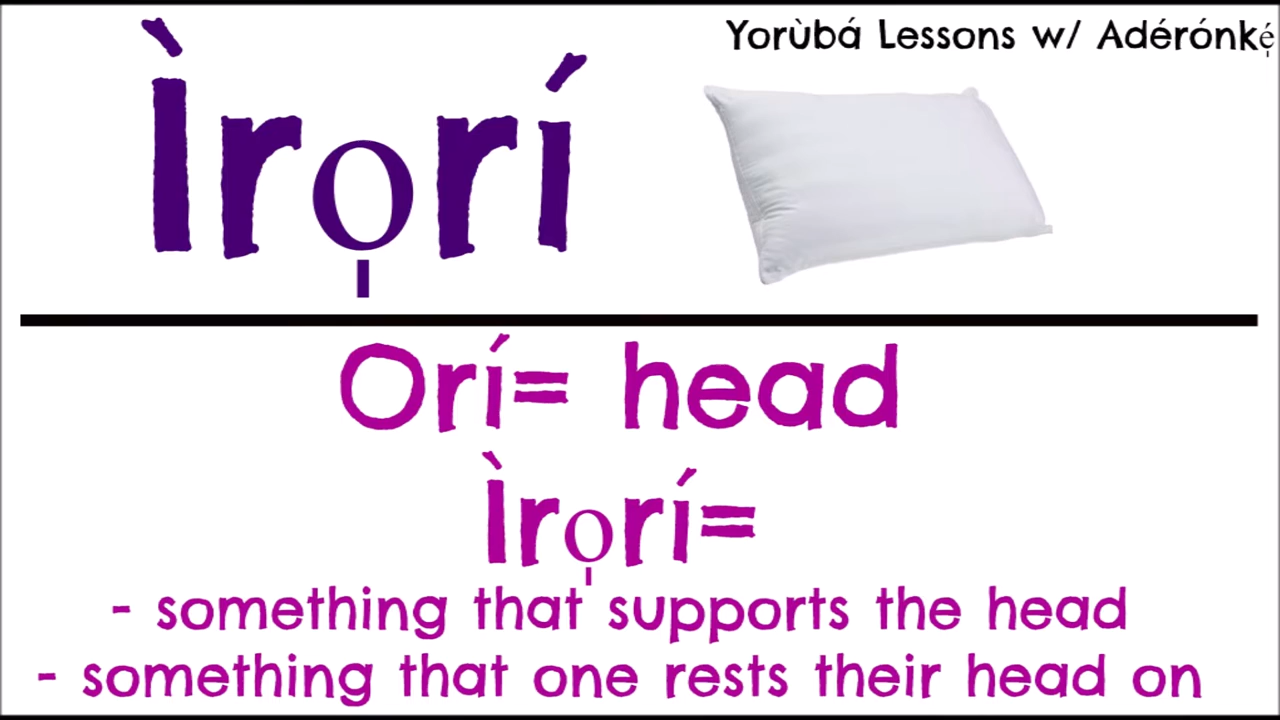 Yorùbá Lessons w/ Adérónkẹ́
Ìrọrí
Orí= head
Ìrọrí=
- something that supports the head
- something that one rests their head on